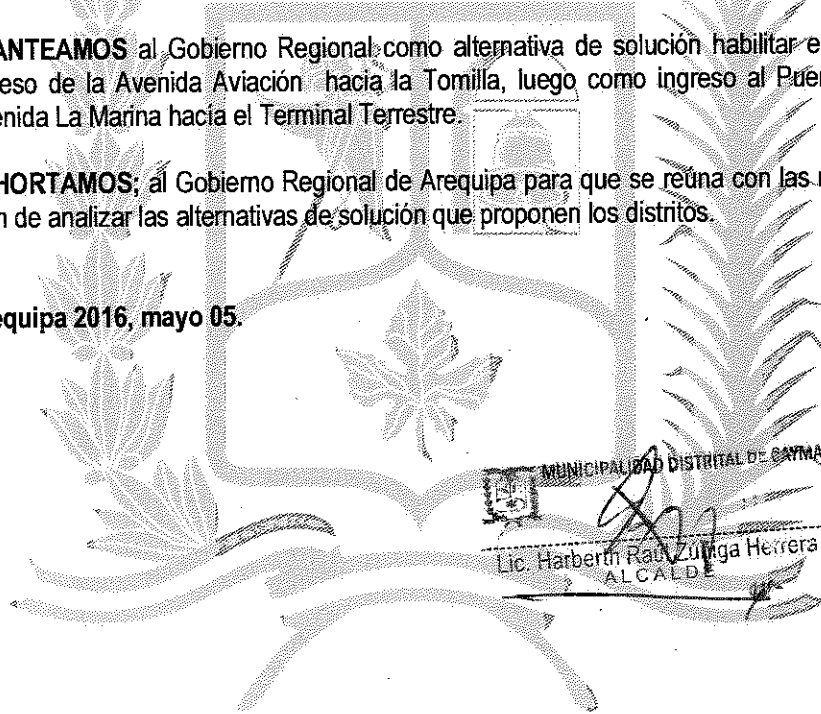 ANTEAMOS al Gobierno Regional como alternativa de solución habilitar e
eso de la Avenida Aviación hacia la Tomilla, luego como ingreso al Puen
enida La Marina hacía el Terminal Terrestre.
HORTAMOS; al Gobierno Regional de Arequipa para que se reúna con las
n de analizar las alternativas de solución que proponen los distritos.
equipa 2016, mayo 05.
MUNICIPALIDAD DISTRITAL DE CAYMA
Lic. Harberth Raúl Zúñiga Herrera
ALCALDE